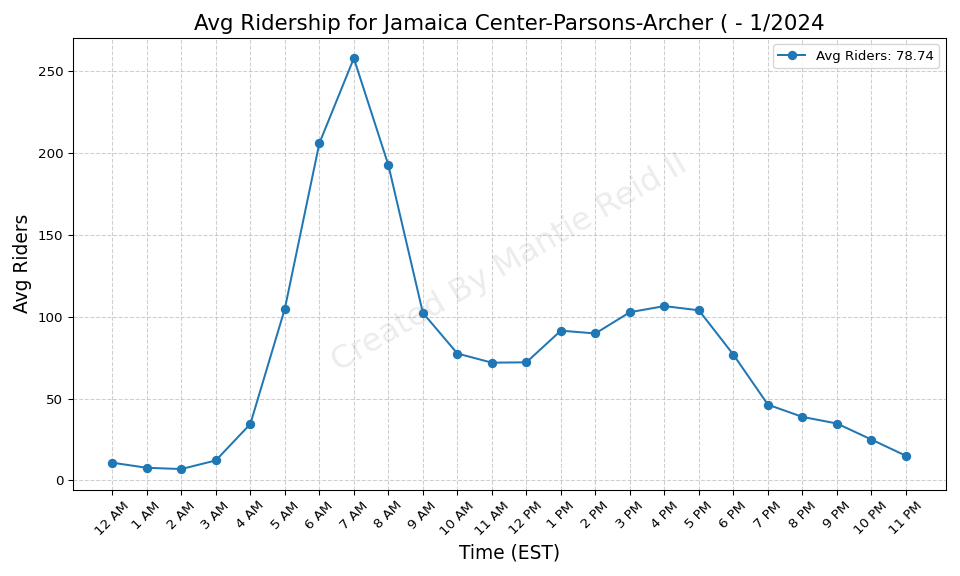 Avg Ridership for Jamaica Center-Parsons-Archer ( - 1/2024
Avg Riders: 78.74
250
200
150
100
50
0
Avg Riders
Created By Mantie Reid II
12 AM
1 AM
2 AM
3 AM
4 AM
5 AM
6 AM
7 AM
8 AM
9 AM
10 AM
11 AM
12 PM
1 PM
2 PM
3 PM
4 PM
5 PM
6 PM
7 PM
8 PM
9 PM
10 PM
11 PM
Time (EST)